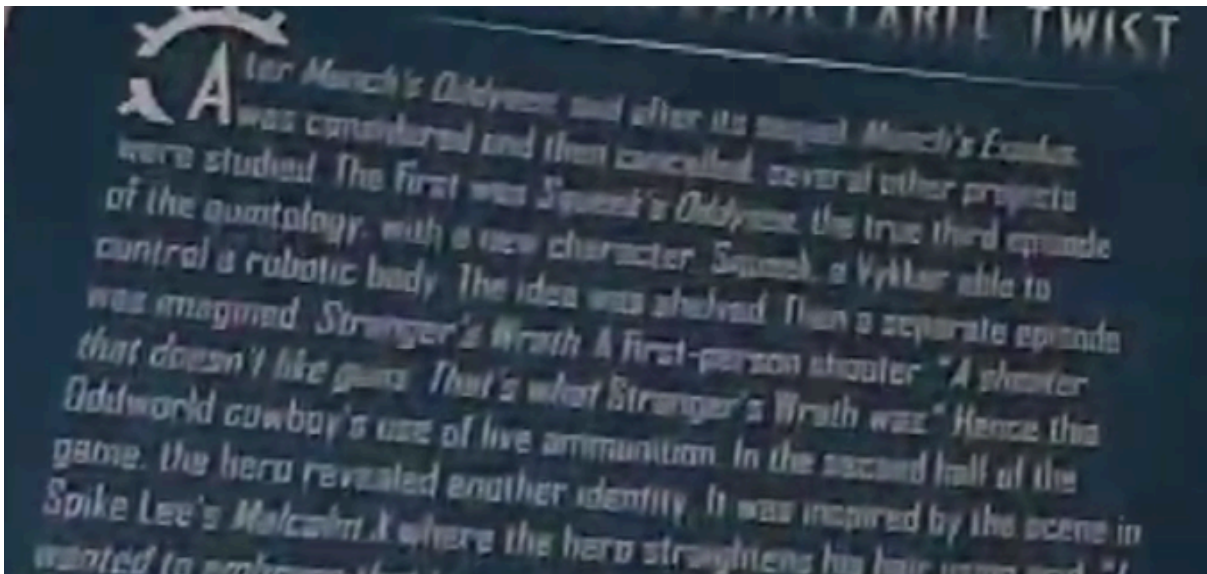 TWIST
After Munch's Oddysee and after its sequel, Munch's Exodus,
was considered and then cancelled, several other projects
were studied. The first was Squeek's Oddysee, the true third episode
of the quintology, with a new character, Squeek, a Vykker able to
control a robotic body. The idea was shelved. Then a separate episode
was imagined. Stranger's Wrath. A first-person shooter. "A shooter
that doesn't like guns. That's what Stranger's Wrath was." Hence this
Oddworld cowboy's use of live ammunition. In the second half of the
game, the hero revealed another identity. It was inspired by the scene in
Spike Lee's Malcolm X where the hero straightens his hair "I
wanted to